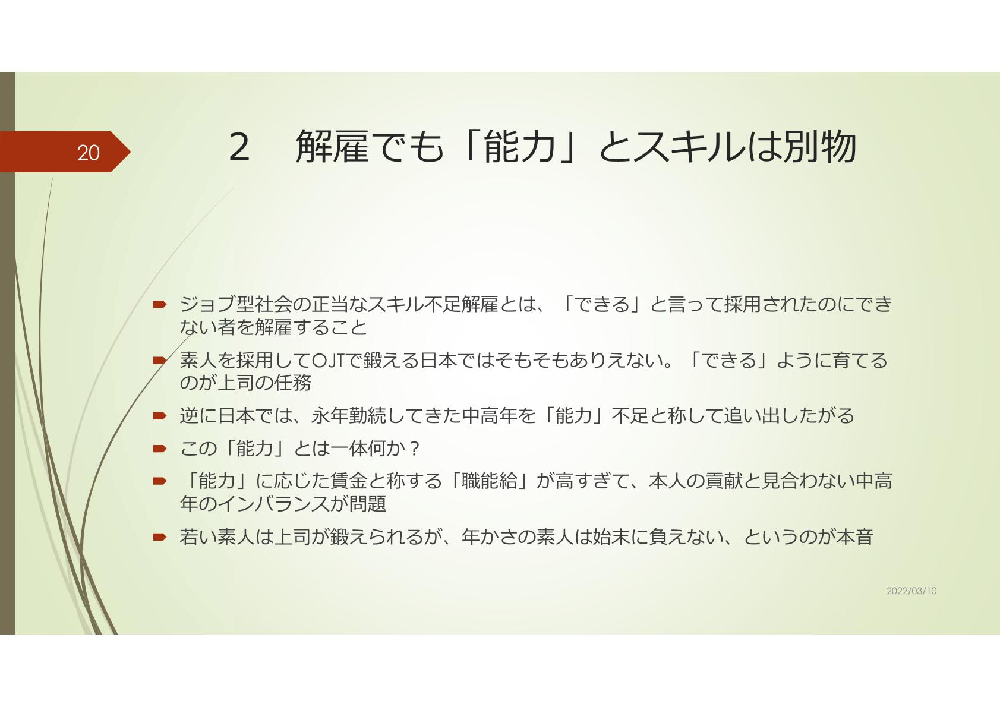 20
2　解雇でも「能力」とスキルは別物
ジョブ型社会の正当なスキル不足解雇とは、「できる」と言って採用されたのにでき
ない者を解雇すること
素人を採用してOJTで鍛える日本ではそもそもありえない。「できる」ように育てる
のが上司の任務
逆に日本では、永年勤続してきた中高年を「能力」不足と称して追い出したがる
この「能力」とは一体何か？
「能力」に応じた賃金と称する「職能給」が高すぎて、本人の貢献と見合わない中高
年のインバランスが問題
若い素人は上司が鍛えられるが、年かさの素人は始末に負えない、というのが本音
2022/03/10